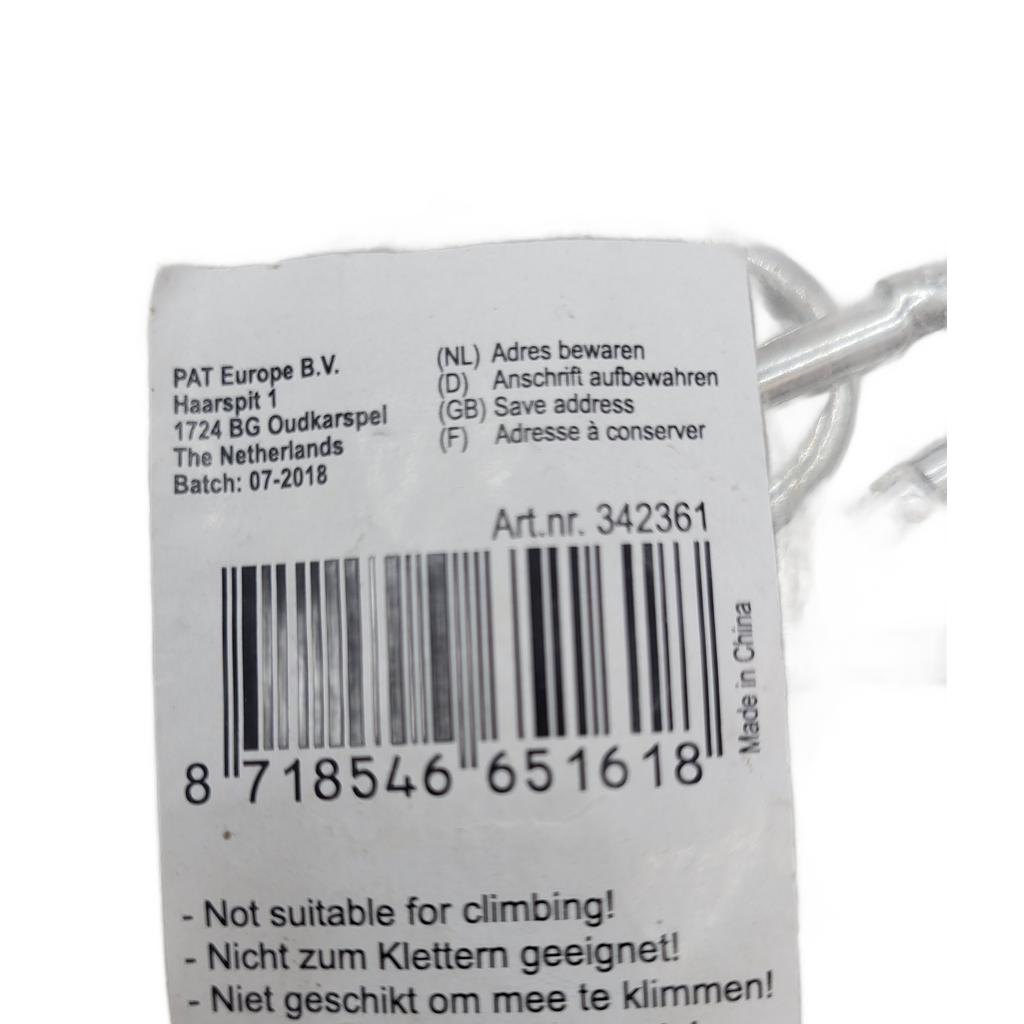 PAT Europe B.V.
Haarspit 1
1724 BG Oudkarspel
The Netherlands
Batch: 07-2018
(NL) Adres bewaren
(D) Anschrift aufbewahren
(GB) Save address
(F) Adresse à conserver
Art.nr. 342361
Made in China
8 718546 651618
- Not suitable for climbing!
- Nicht zum Klettern geeignet!
- Niet geschikt om mee te klimmen!